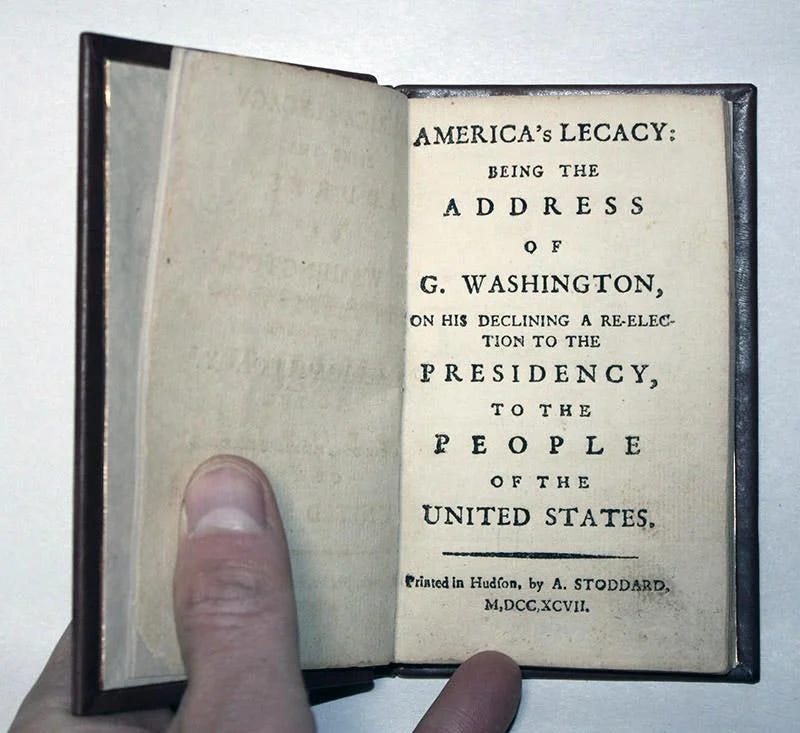 AMERICA's LECACY:
BEING THE
ADDRESS
OF
G. WASHINGTON,
ON HIS DECLINING A RE-ELEC-
TION TO THE
PRESIDENCY,
TO THE
PEOPLE
OF THE
UNITED STATES.
Printed in Hudſon, by A. STODDARD,
M,DCC,XCVII.